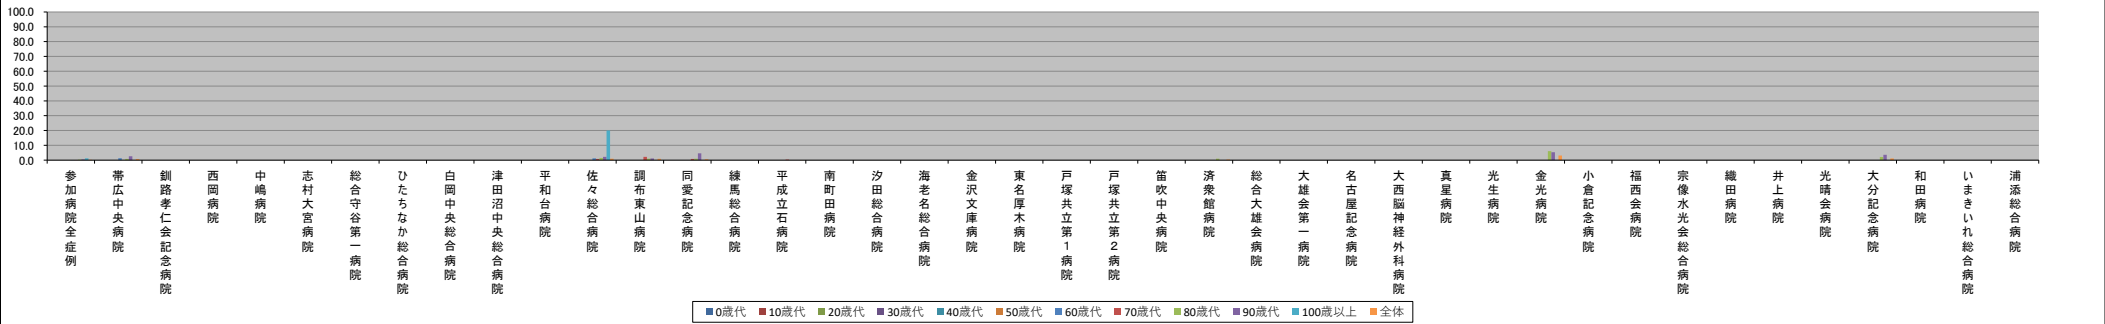 100.0
90.0
80.0
70.0
60.0
50.0
40.0
30.0
20.0
10.0
0.0
参加病院全症例
帯広中央病院
釧路孝仁会記念病院
西岡病院
中嶋病院
志村大宮病院
総合守谷第一病院
ひたちなか総合病院
白岡中央総合病院
津田沼中央総合病院
平和台病院
佐々総合病院
調布東山病院
同愛記念病院
練馬総合病院
平成立石病院
南町田病院
汐田総合病院
海老名総合病院
金沢文庫病院
東名厚木病院
戸塚共立第１病院
戸塚共立第２病院
笛吹中央病院
済衆館病院
総合大雄会病院
大雄会第一病院
名古屋記念病院
大西脳神経外科病院
真星病院
光生病院
金光病院
小倉記念病院
福西会病院
宗像水光会総合病院
織田病院
井上病院
光晴会病院
大分記念病院
和田病院
いまきいれ総合病院
浦添総合病院
0歳代 10歳代 20歳代 30歳代 40歳代 50歳代 60歳代 70歳代 80歳代 90歳代 100歳以上 全体